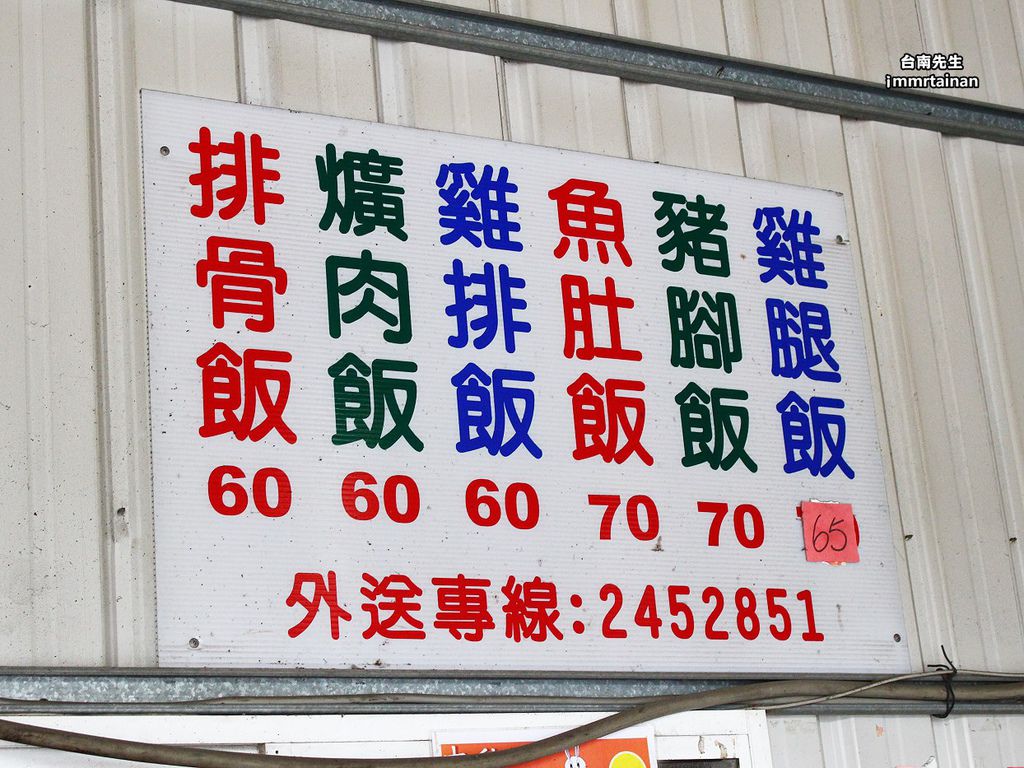 台南先生
immrtainan
排骨飯 60
爌肉飯 60
雞排飯 60
魚肚飯 70
豬腳飯 70
雞腿飯 65
外送專線:2452851